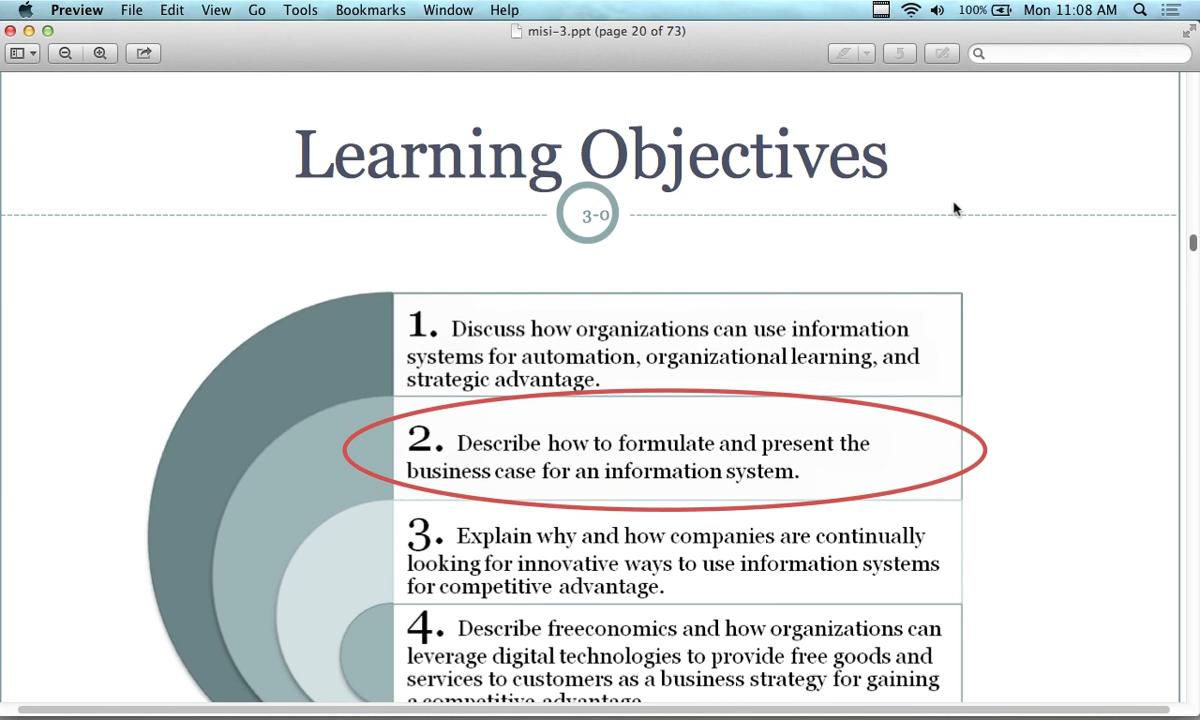 Preview File Edit View Go Tools Bookmarks Window Help 100% Mon 11:08 AM
misi-3.ppt (page 20 of 73)
5
Learning Objectives
3-0
1. Discuss how organizations can use information
systems for automation, organizational learning, and
strategic advantage.
2. Describe how to formulate and present the
business case for an information system.
3. Explain why and how companies are continually
looking for innovative ways to use information systems
for competitive advantage.
4. Describe freeconomics and how organizations can
leverage digital technologies to provide free goods and
services to customers as a business strategy for gaining
a competitive advantage.